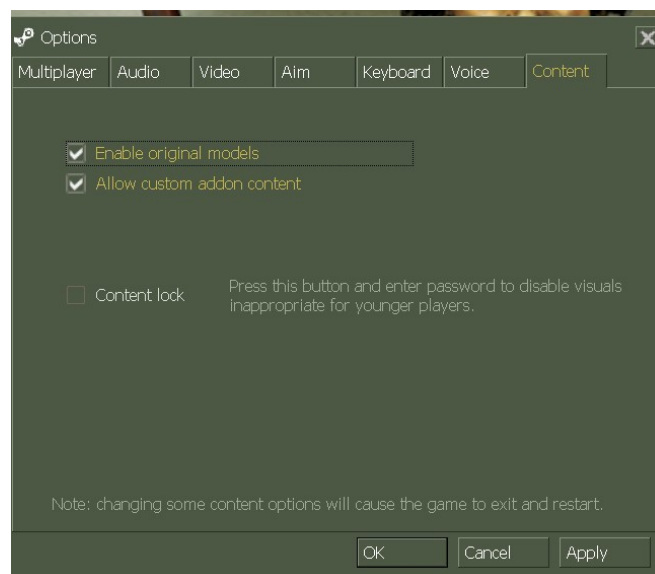 Options
Multiplayer Audio Video Aim Keyboard Voice Content
Enable original models
Allow custom addon content
Content lock
Press this button and enter password to disable visuals
inappropriate for younger players.
Note: changing some content options will cause the game to exit and restart.
OK Cancel Apply